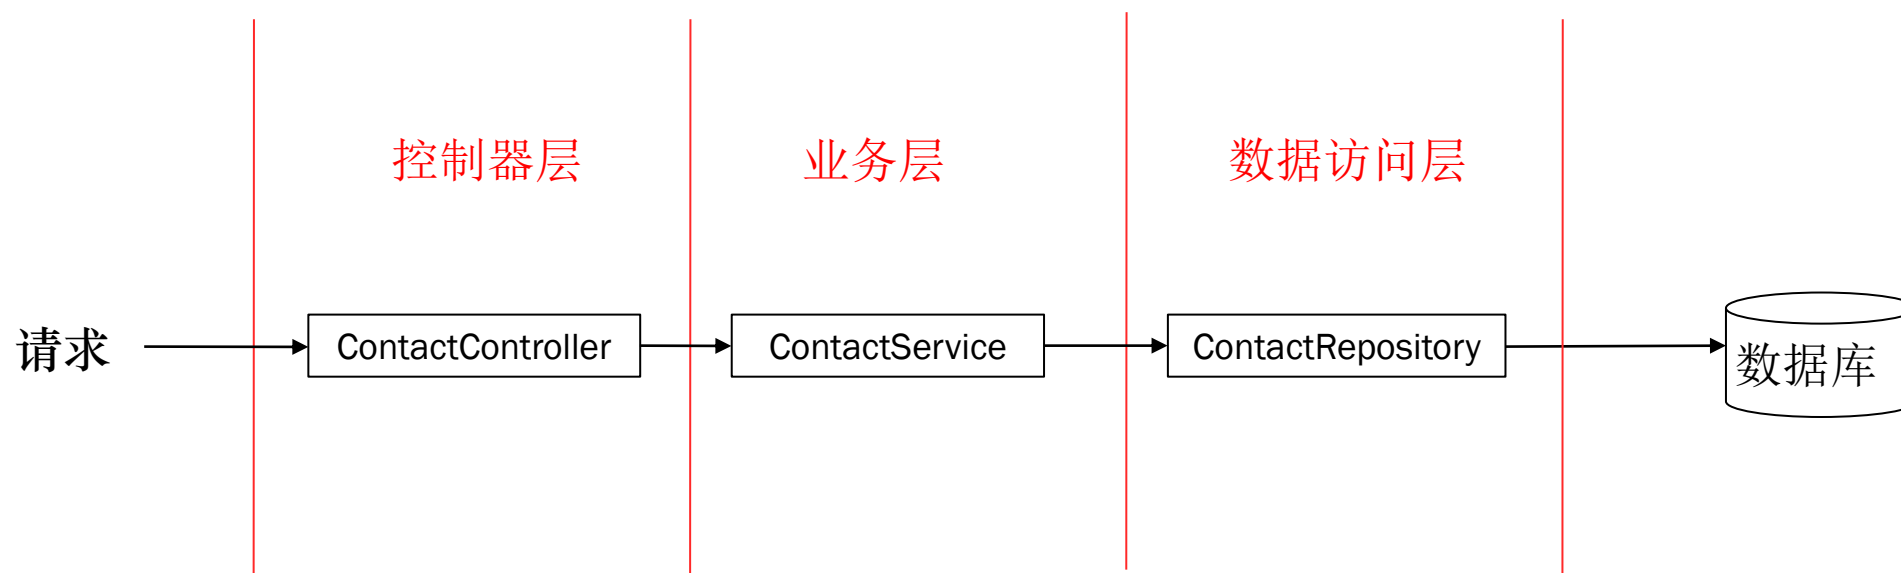 控制器层
业务层
数据访问层
请求
ContactController
ContactService
ContactRepository
数据库